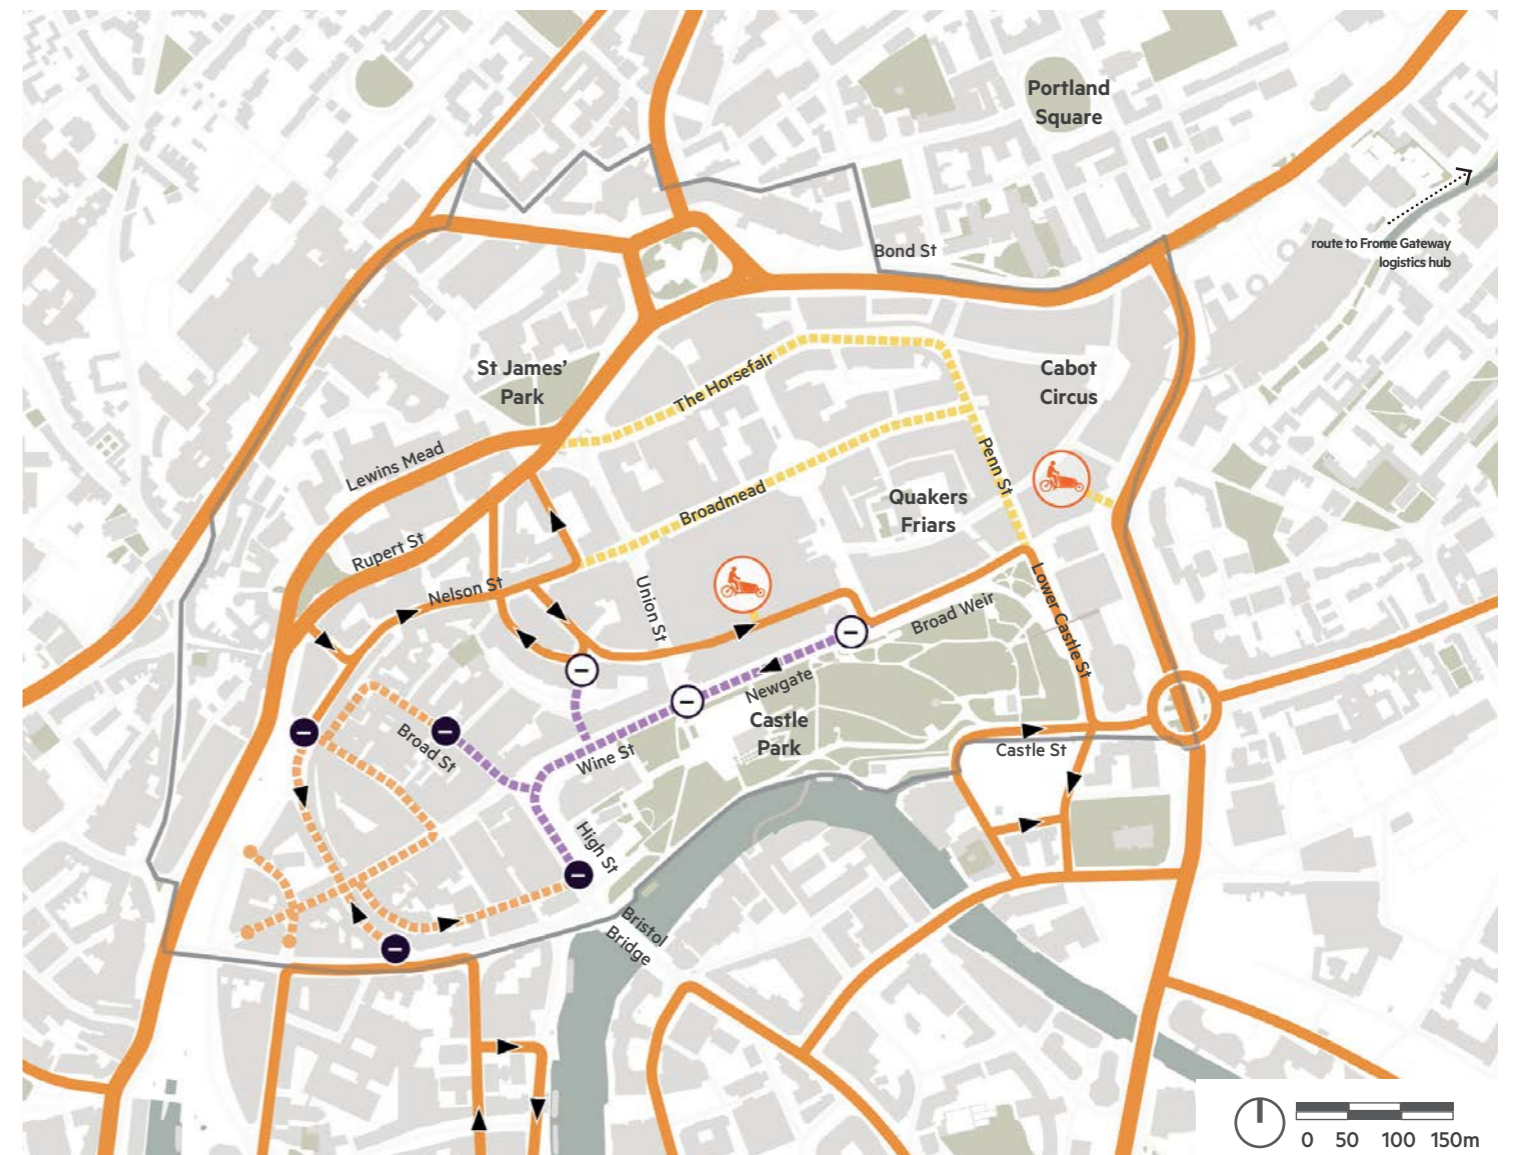 Portland
Square
Bond St
route to Frome Gateway
logistics hub
St James’
Park
The Horsefair
Cabot
Circus
Lewins Mead
Penn St
Broadmead
Quakers
Friars
Rupert St
Nelson St
Union St
Lower Castle St
Broad Weir
Newgate
Castle
Park
Broad St
Wine St
Castle St
High St
Bristol
Bridge
0 50 100 150m